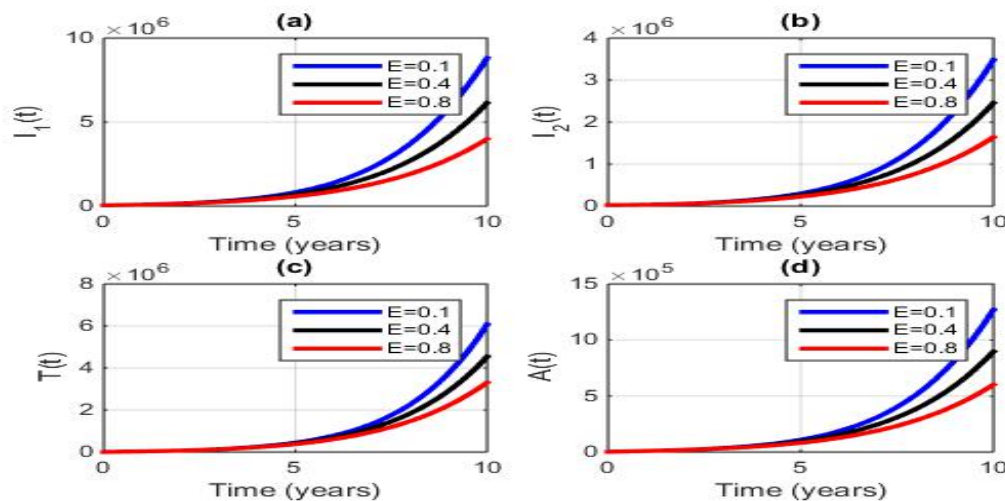 (a)
× 10^6
10
5
0
I_1(t)
E=0.1
E=0.4
E=0.8
0 5 10
Time (years)
(b)
× 10^6
4
3
2
1
0
I_2(t)
E=0.1
E=0.4
E=0.8
0 5 10
Time (years)
(c)
× 10^6
8
6
4
2
0
T(t)
E=0.1
E=0.4
E=0.8
0 5 10
Time (years)
(d)
× 10^5
15
10
5
0
A(t)
E=0.1
E=0.4
E=0.8
0 5 10
Time (years)